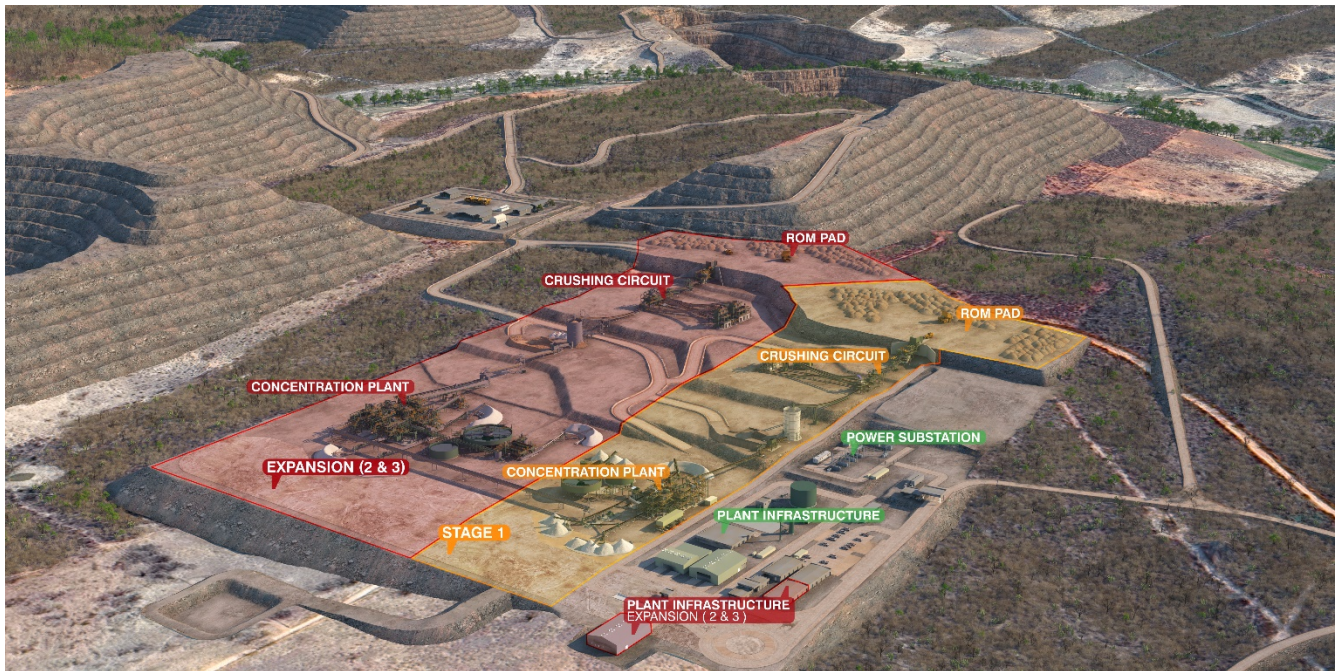 ROM PAD
CRUSHING CIRCUIT
ROM PAD
CRUSHING CIRCUIT
CONCENTRATION PLANT
POWER SUBSTATION
EXPANSION (2 & 3)
CONCENTRATION PLANT
PLANT INFRASTRUCTURE
STAGE 1
PLANT INFRASTRUCTURE
EXPANSION ( 2 & 3 )